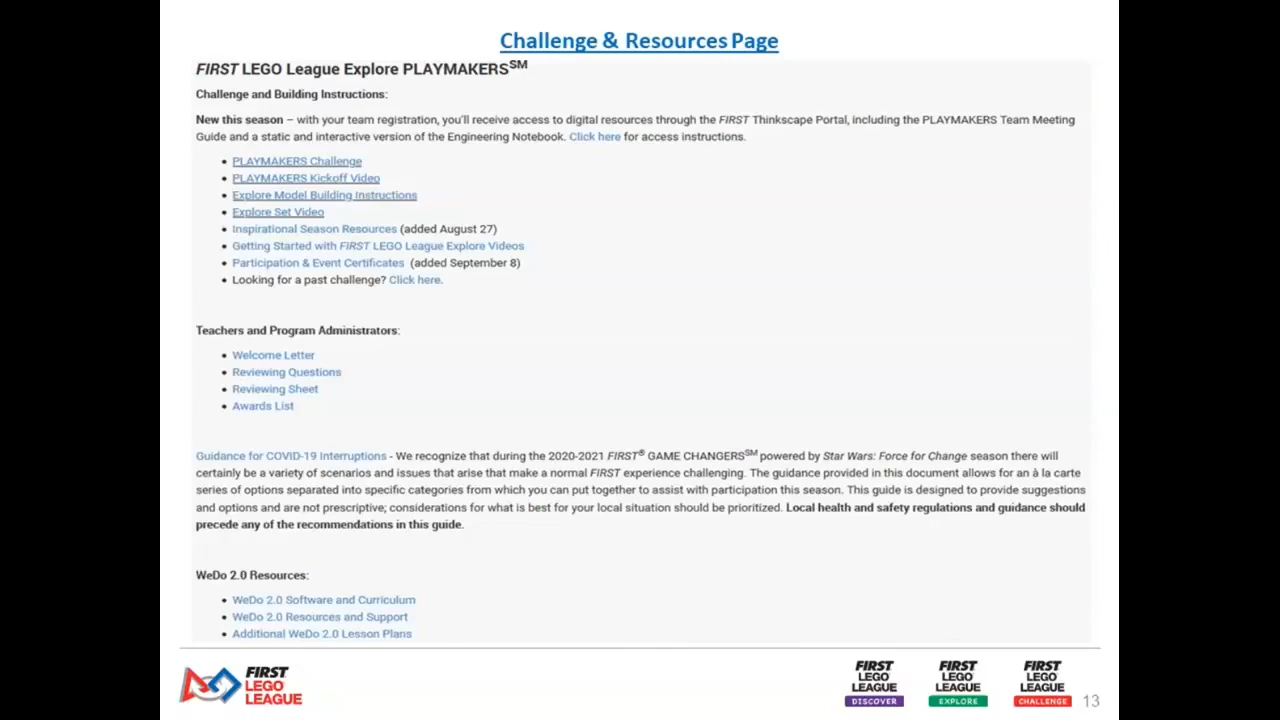 Challenge & Resources Page
FIRST LEGO League Explore PLAYMAKERS℠
Challenge and Building Instructions:
New this season – with your team registration, you'll receive access to digital resources through the FIRST Thinkscape Portal, including the PLAYMAKERS Team Meeting
Guide and a static and interactive version of the Engineering Notebook. Click here for access instructions.
• PLAYMAKERS Challenge
• PLAYMAKERS Kickoff Video
• Explore Model Building Instructions
• Explore Set Video
• Inspirational Season Resources (added August 27)
• Getting Started with FIRST LEGO League Explore Videos
• Participation & Event Certificates (added September 8)
• Looking for a past challenge? Click here.
Teachers and Program Administrators:
• Welcome Letter
• Reviewing Questions
• Reviewing Sheet
• Awards List
Guidance for COVID-19 Interruptions - We recognize that during the 2020-2021 FIRST® GAME CHANGERS℠ powered by Star Wars: Force for Change season there will
certainly be a variety of scenarios and issues that arise that make a normal FIRST experience challenging. The guidance provided in this document allows for an à la carte
series of options separated into specific categories from which you can put together to assist with participation this season. This guide is designed to provide suggestions
and options and are not prescriptive; considerations for what is best for your local situation should be prioritized. Local health and safety regulations and guidance should
precede any of the recommendations in this guide.
WeDo 2.0 Resources:
• WeDo 2.0 Software and Curriculum
• WeDo 2.0 Resources and Support
• Additional WeDo 2.0 Lesson Plans
FIRST
LEGO
LEAGUE
FIRST
LEGO
LEAGUE
DISCOVER
FIRST
LEGO
LEAGUE
EXPLORE
FIRST
LEGO
LEAGUE
CHALLENGE
13